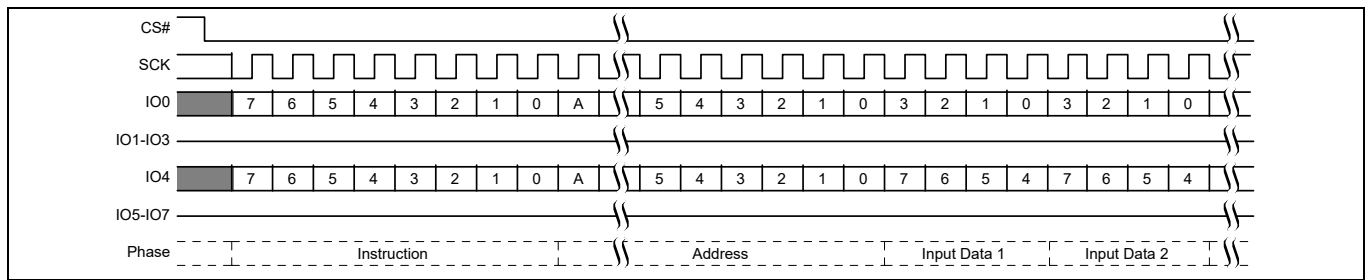 CS#
SCK
IO0 7 6 5 4 3 2 1 0 A 5 4 3 2 1 0 3 2 1 0 3 2 1 0
IO1-IO3
IO4 7 6 5 4 3 2 1 0 A 5 4 3 2 1 0 7 6 5 4 7 6 5 4
IO5-IO7
Phase Instruction Address Input Data 1 Input Data 2